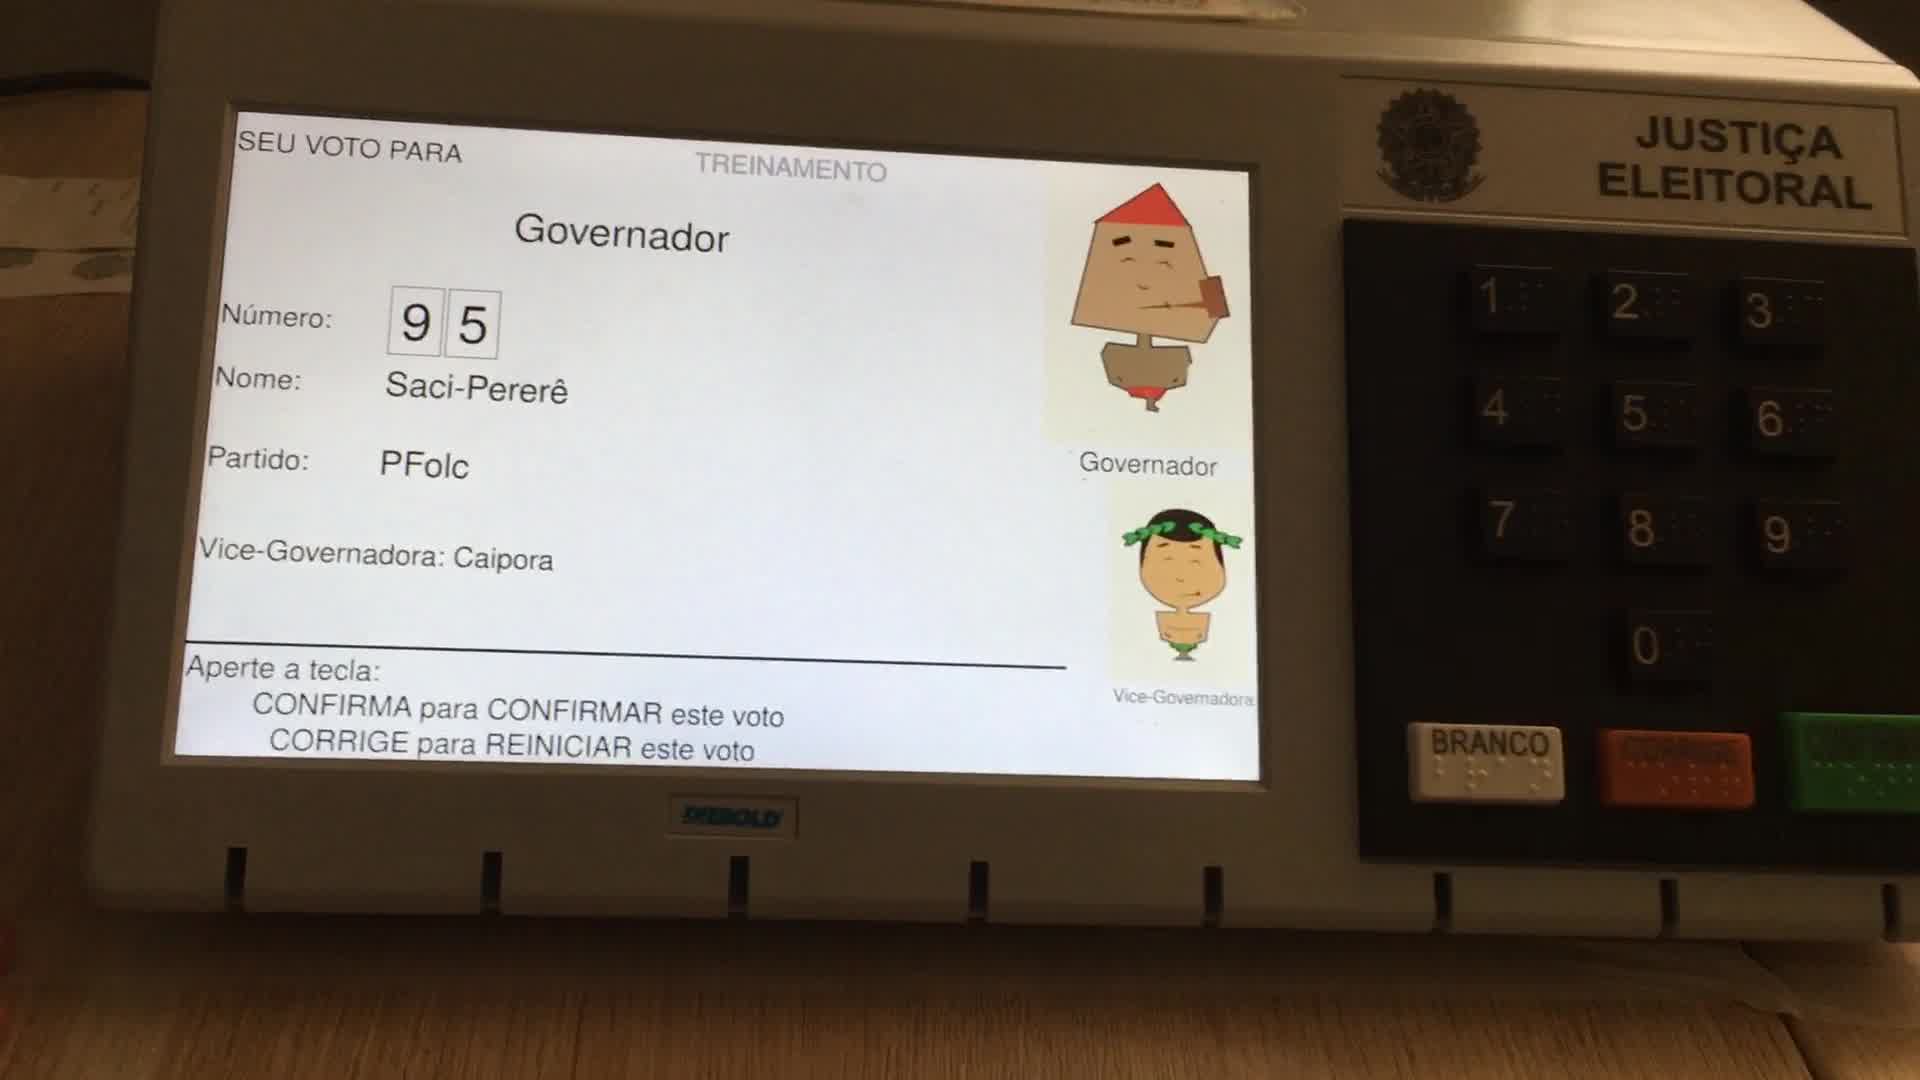 SEU VOTO PARA
TREINAMENTO
Governador
Número: 9 5
Nome: Saci-Pererê
Partido: PFolc
Vice-Governadora: Caipora
Governador
Vice-Governadora
Aperte a tecla:
CONFIRMA para CONFIRMAR este voto
CORRIGE para REINICIAR este voto
DIEBOLD
JUSTIÇA
ELEITORAL
1 2 3
4 5 6
7 8 9
0
BRANCO CORRIGE